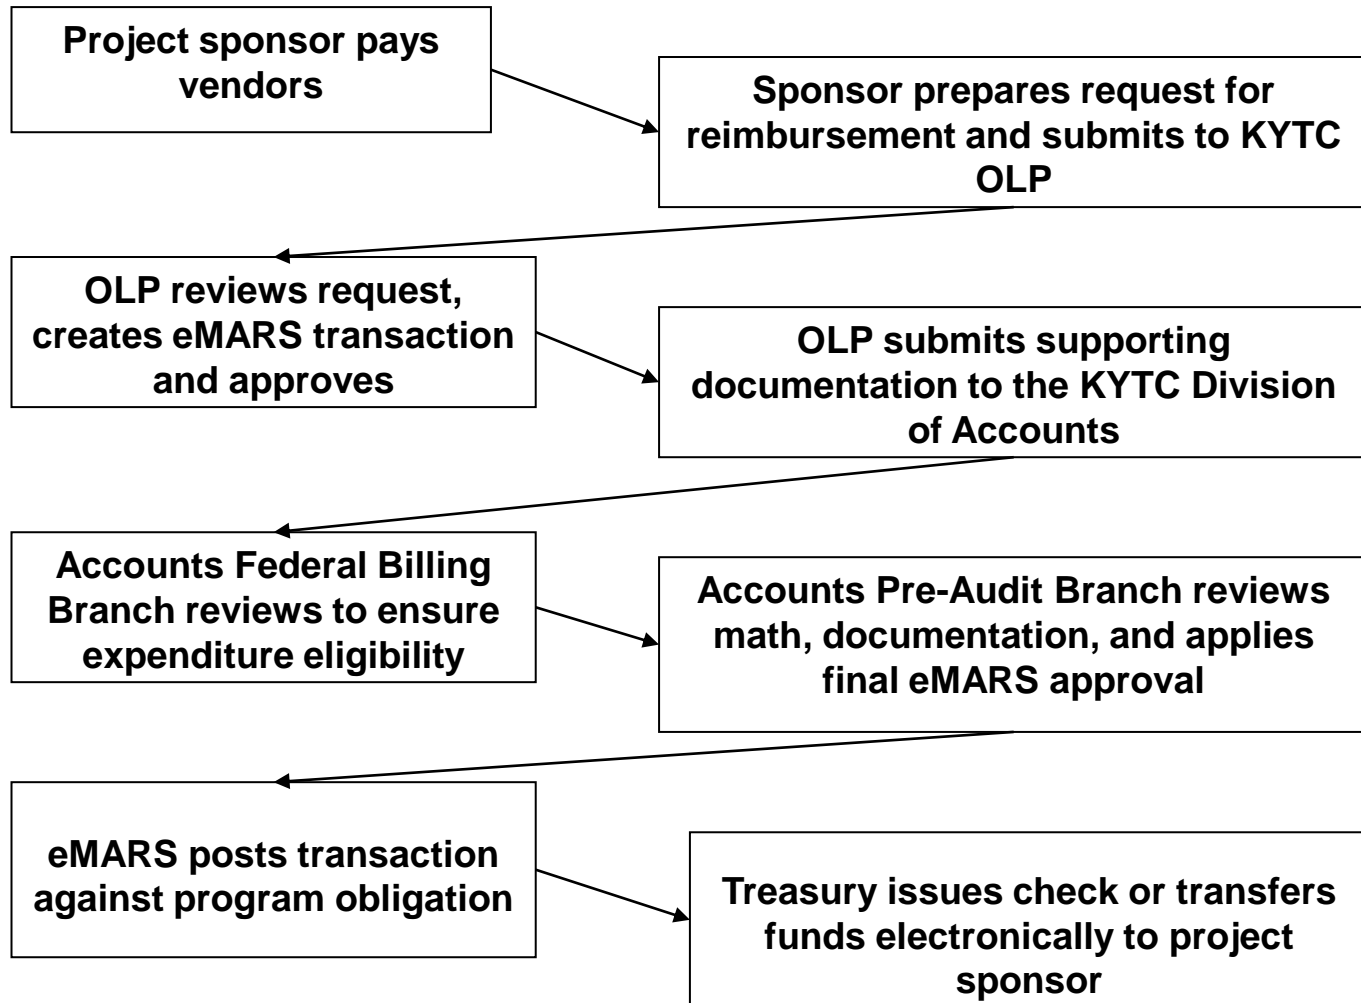 Project sponsor pays
vendors
Sponsor prepares request for
reimbursement and submits to KYTC
OLP
OLP reviews request,
creates eMARS transaction
and approves
OLP submits supporting
documentation to the KYTC Division
of Accounts
Accounts Federal Billing
Branch reviews to ensure
expenditure eligibility
Accounts Pre-Audit Branch reviews
math, documentation, and applies
final eMARS approval
eMARS posts transaction
against program obligation
Treasury issues check or transfers
funds electronically to project
sponsor